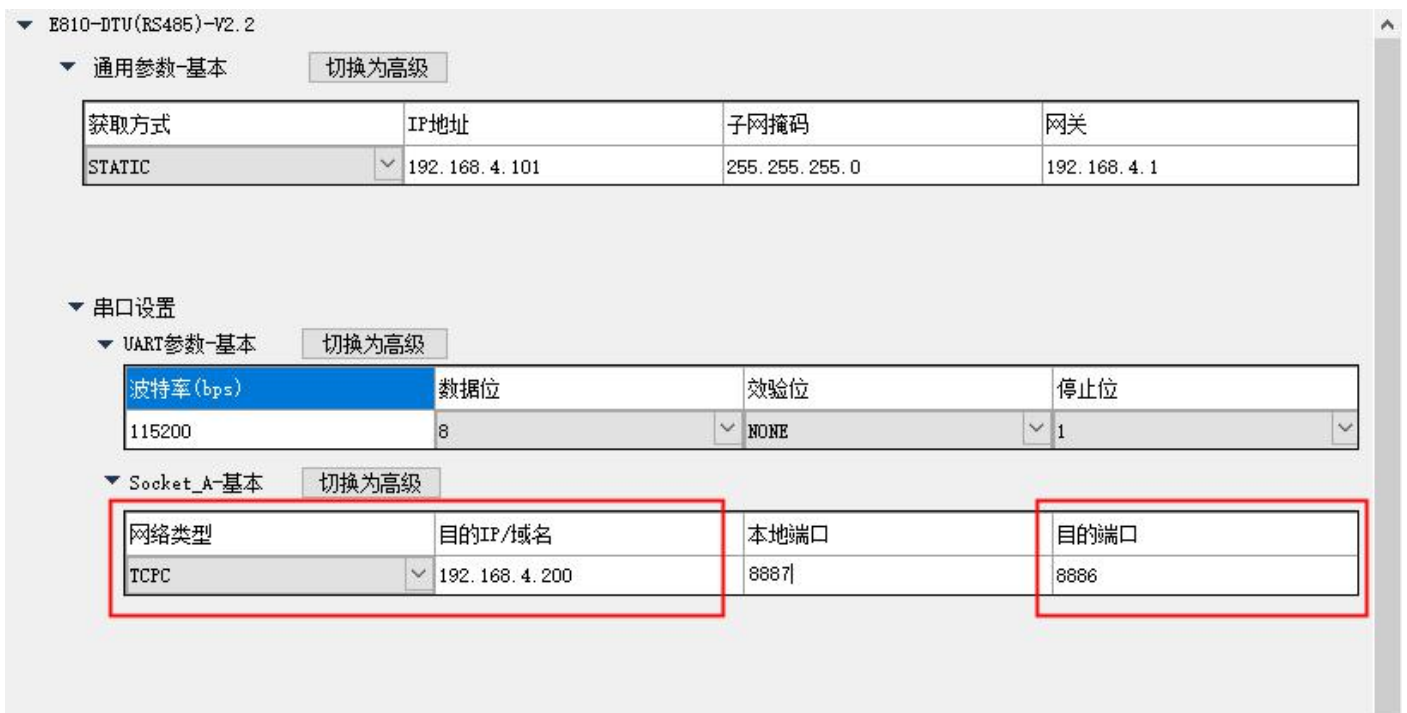 E810-DTU(RS485)-V2.2
通用参数-基本 切换为高级
获取方式 IP地址 子网掩码 网关
STATIC 192.168.4.101 255.255.255.0 192.168.4.1
串口设置
UART参数-基本 切换为高级
波特率(bps) 数据位 效验位 停止位
115200 8 NONE 1
Socket_A-基本 切换为高级
网络类型 目的IP/域名 本地端口 目的端口
TCPC 192.168.4.200 8887 8886